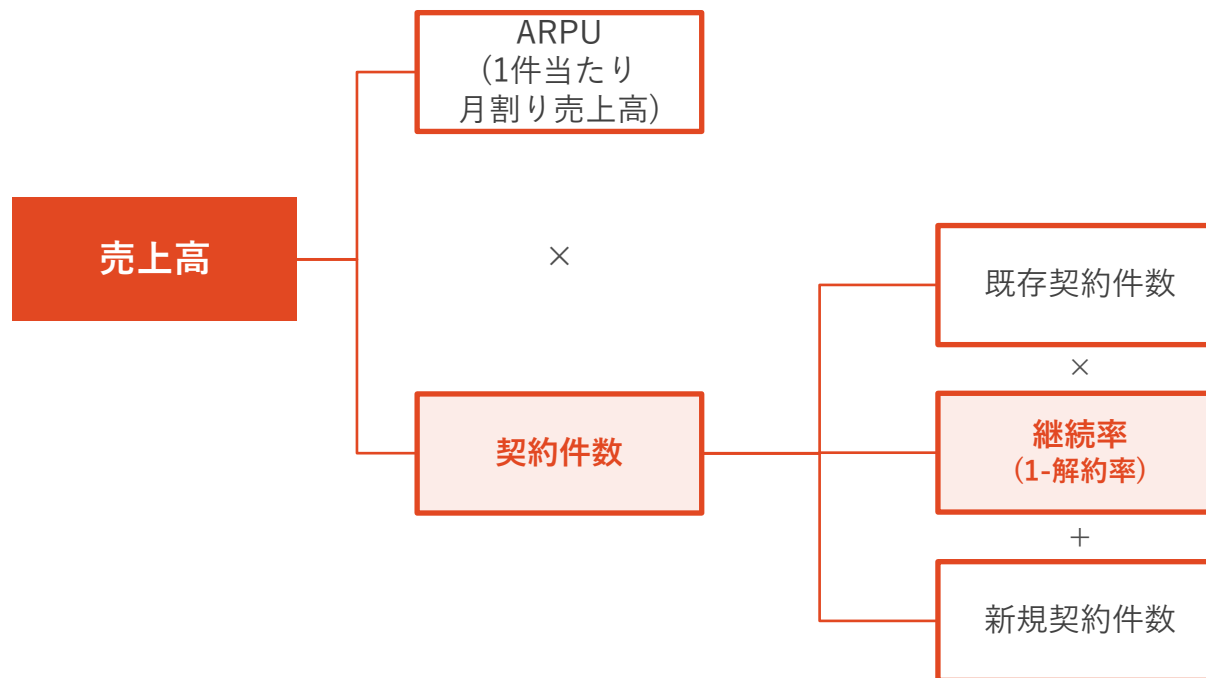 ARPU
(1件当たり
月割り売上高)
売上高
×
契約件数
既存契約件数
×
継続率
(1-解約率)
+
新規契約件数